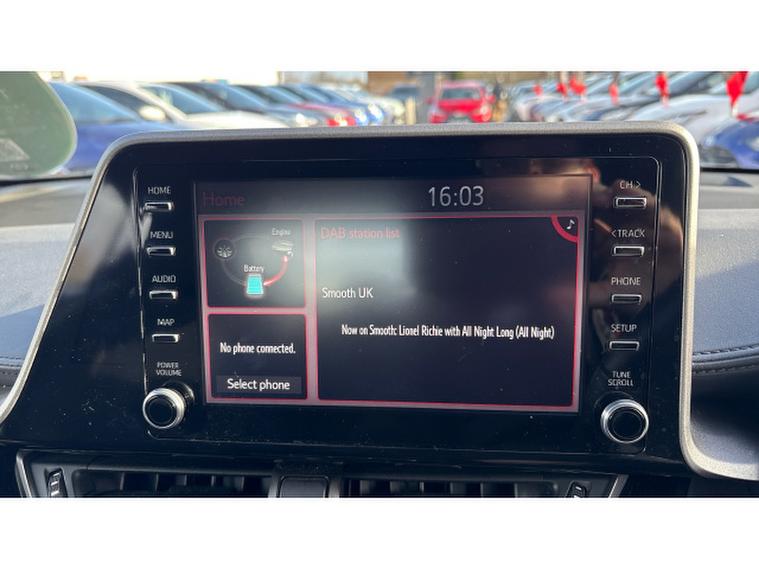 HOME
MENU
AUDIO
MAP
POWER
VOLUME
Home
16:03
Engine
Battery
No phone connected.
Select phone
DAB station list
Smooth UK
Now on Smooth: Lionel Richie with All Night Long (All Night)
CH >
< TRACK
PHONE
SETUP
TUNE
SCROLL